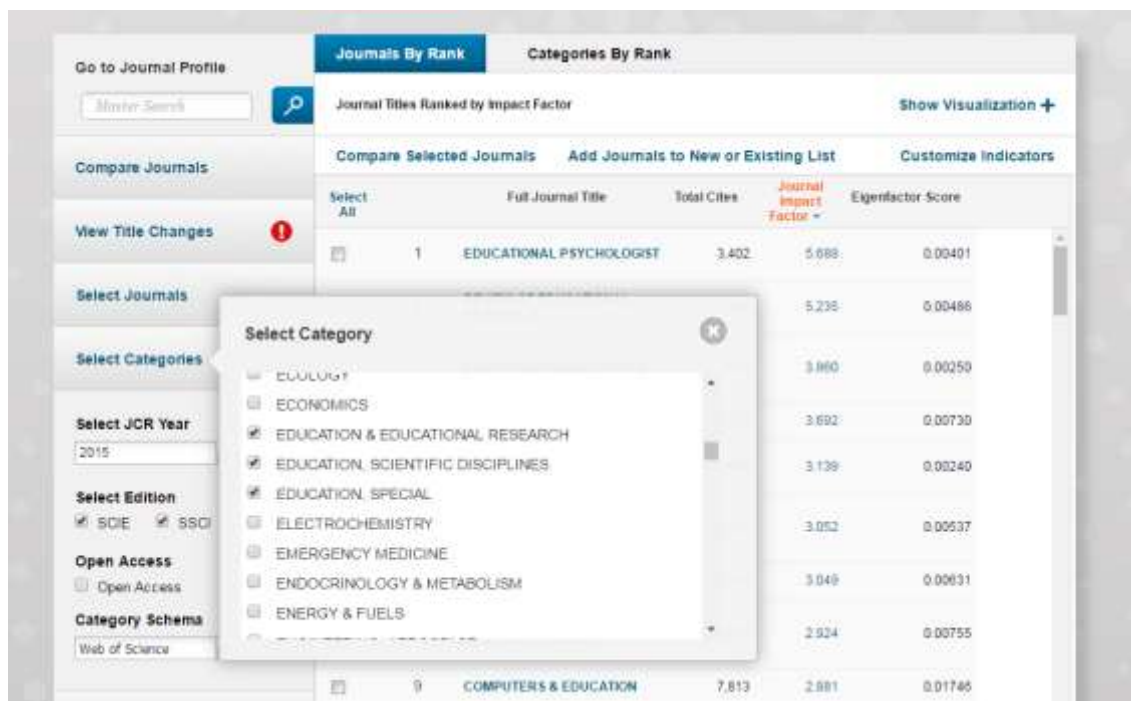 Go to Journal Profile
Master Search
Compare Journals
View Title Changes
Select Journals
Select Categories
Select JCR Year
2015
Select Edition
SCIE SSCI
Open Access
Open Access
Category Schema
Web of Science
Journals By Rank Categories By Rank
Journal Titles Ranked by Impact Factor Show Visualization +
Compare Selected Journals Add Journals to New or Existing List Customize Indicators
Select All Full Journal Title Total Cites Journal Impact Factor Eigenfactor Score
1 EDUCATIONAL PSYCHOLOGIST 3,402 5.688 0.00401
5.235 0.00486
3.960 0.00250
3.692 0.00730
3.139 0.00240
3.052 0.00537
3.049 0.00631
2.924 0.00755
9 COMPUTERS & EDUCATION 7,813 2.881 0.01746
Select Category
ECOLOGY
ECONOMICS
EDUCATION & EDUCATIONAL RESEARCH
EDUCATION, SCIENTIFIC DISCIPLINES
EDUCATION, SPECIAL
ELECTROCHEMISTRY
EMERGENCY MEDICINE
ENDOCRINOLOGY & METABOLISM
ENERGY & FUELS